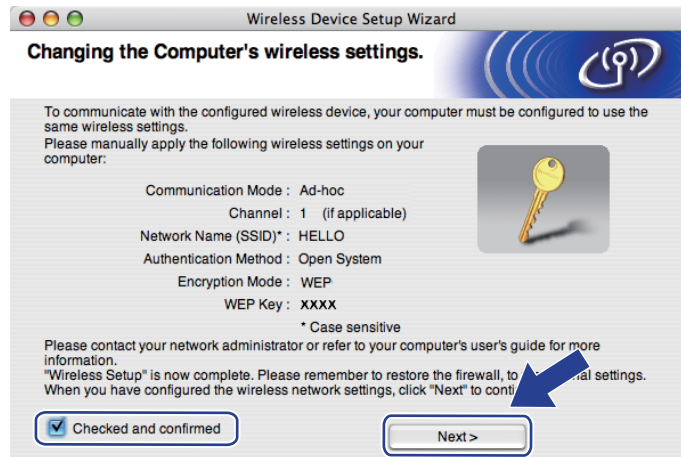 Wireless Device Setup Wizard
Changing the Computer's wireless settings.
To communicate with the configured wireless device, your computer must be configured to use the
same wireless settings.
Please manually apply the following wireless settings on your
computer:
Communication Mode : Ad-hoc
Channel : 1 (if applicable)
Network Name (SSID)* : HELLO
Authentication Method : Open System
Encryption Mode : WEP
WEP Key : XXXX
* Case sensitive
Please contact your network administrator or refer to your computer's user's guide for more
information.
"Wireless Setup" is now complete. Please remember to restore the firewall, to settings.
When you have configured the wireless network settings, click "Next" to
Checked and confirmed
Next >